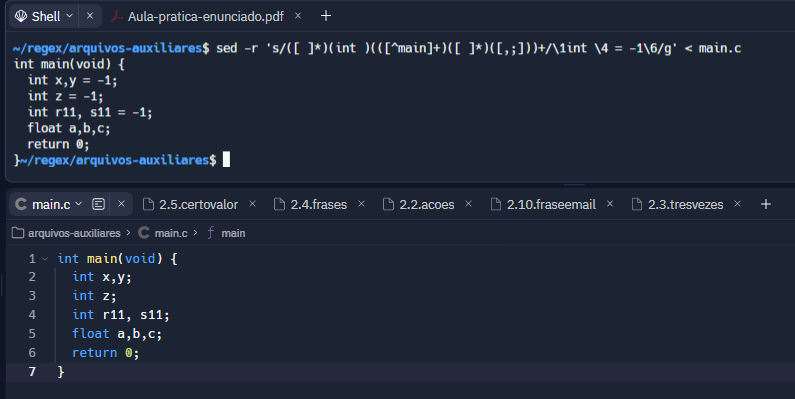 Shell
Aula-pratica-enunciado.pdf
~/regex/arquivos-auxiliares$ sed -r 's/([ ]*)(int )(([^main]+)([ ]*)([,;]))+/\1int \4 = -1\6/g' < main.c
int main(void) {
  int x,y = -1;
  int z = -1;
  int r11, s11 = -1;
  float a,b,c;
  return 0;
}~/regex/arquivos-auxiliares$
main.c
2.5.certovalor
2.4.frases
2.2.acoes
2.10.fraseemail
2.3.tresvezes
arquivos-auxiliares > C main.c > f main
1 int main(void) {
2   int x,y;
3   int z;
4   int r11, s11;
5   float a,b,c;
6   return 0;
7 }